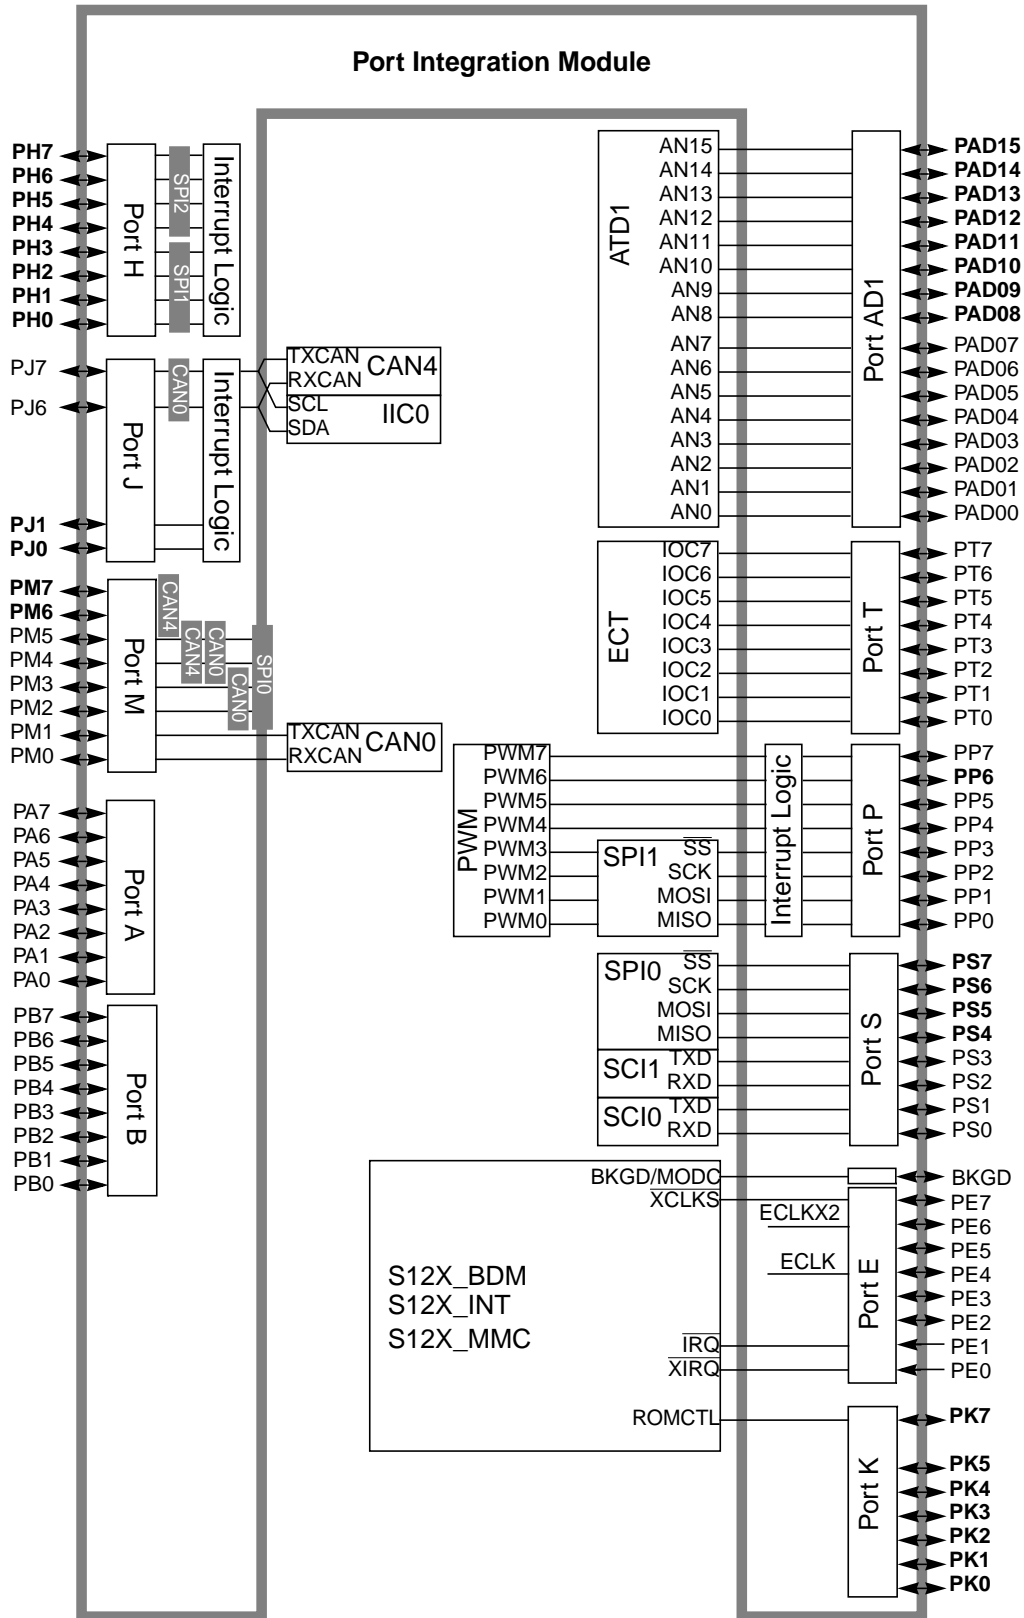 Port Integration Module
PH7
PH6
PH5
PH4
PH3
PH2
PH1
PH0
Port H
SPI2
SPI1
Interrupt Logic
PJ7
PJ6
PJ1
PJ0
Port J
CAN0
Interrupt Logic
TXCAN
RXCAN
CAN4
SCL
SDA
IIC0
PM7
PM6
PM5
PM4
PM3
PM2
PM1
PM0
Port M
CAN4
CAN4
CAN0
CAN0
SPI0
TXCAN
RXCAN
CAN0
PA7
PA6
PA5
PA4
PA3
PA2
PA1
PA0
Port A
PB7
PB6
PB5
PB4
PB3
PB2
PB1
PB0
Port B
ATD1
AN15
AN14
AN13
AN12
AN11
AN10
AN9
AN8
AN7
AN6
AN5
AN4
AN3
AN2
AN1
AN0
Port AD1
PAD15
PAD14
PAD13
PAD12
PAD11
PAD10
PAD09
PAD08
PAD07
PAD06
PAD05
PAD04
PAD03
PAD02
PAD01
PAD00
ECT
IOC7
IOC6
IOC5
IOC4
IOC3
IOC2
IOC1
IOC0
Port T
PT7
PT6
PT5
PT4
PT3
PT2
PT1
PT0
PWM
PWM7
PWM6
PWM5
PWM4
PWM3
PWM2
PWM1
PWM0
SPI1
SS
SCK
MOSI
MISO
Interrupt Logic
Port P
PP7
PP6
PP5
PP4
PP3
PP2
PP1
PP0
SPI0
SS
SCK
MOSI
MISO
SCI1
TXD
RXD
SCI0
TXD
RXD
Port S
PS7
PS6
PS5
PS4
PS3
PS2
PS1
PS0
S12X_BDM
S12X_INT
S12X_MMC
BKGD/MODC
XCLKS
IRQ
XIRQ
ROMCTL
ECLKX2
ECLK
Port E
BKGD
PE7
PE6
PE5
PE4
PE3
PE2
PE1
PE0
Port K
PK7
PK5
PK4
PK3
PK2
PK1
PK0